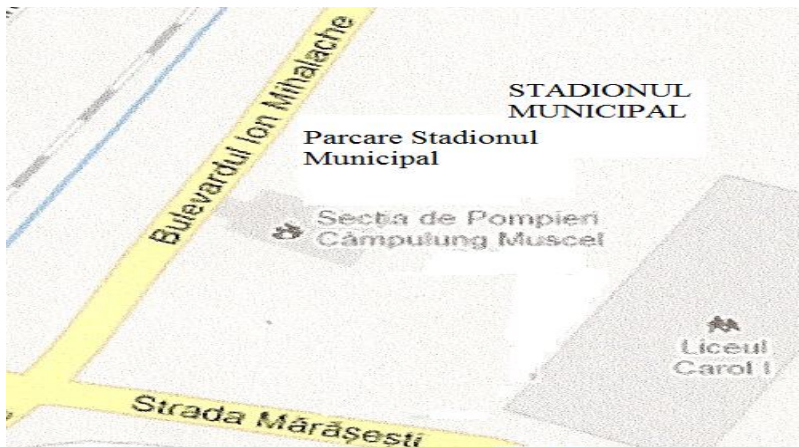 Bulevardul Ion Mihalache
STADIONUL
MUNICIPAL
Parcare Stadionul
Municipal
Secția de Pompieri
Câmpulung Muscel
Liceul
Carol I
Strada Mărășești